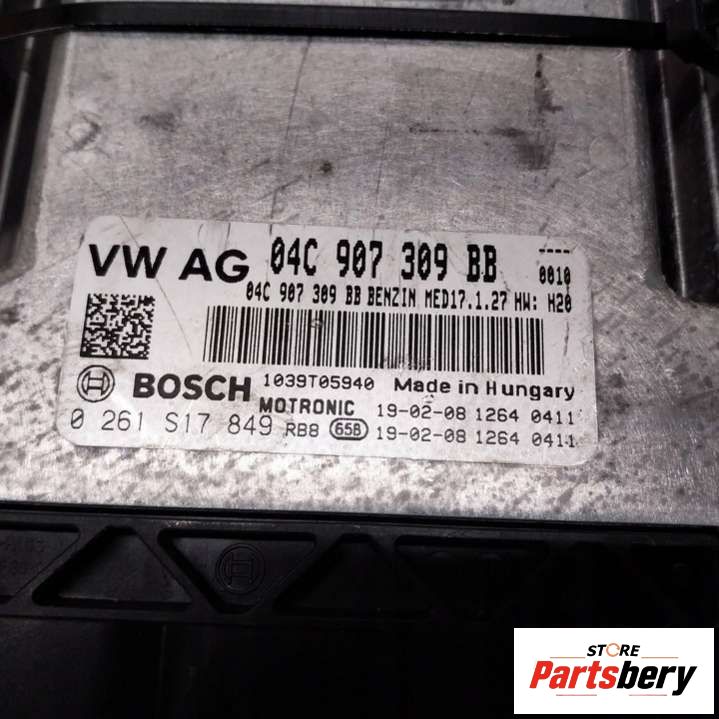 VW AG 04C 907 309 BB ----
0010
04C 907 309 BB BENZIN MED17.1.27 HW: H20
BOSCH 1039T05940 Made in Hungary
MOTRONIC 19-02-08 1264 0411
0 261 S17 849 RB8 65B 19-02-08 1264 0411
STORE
Partsbery